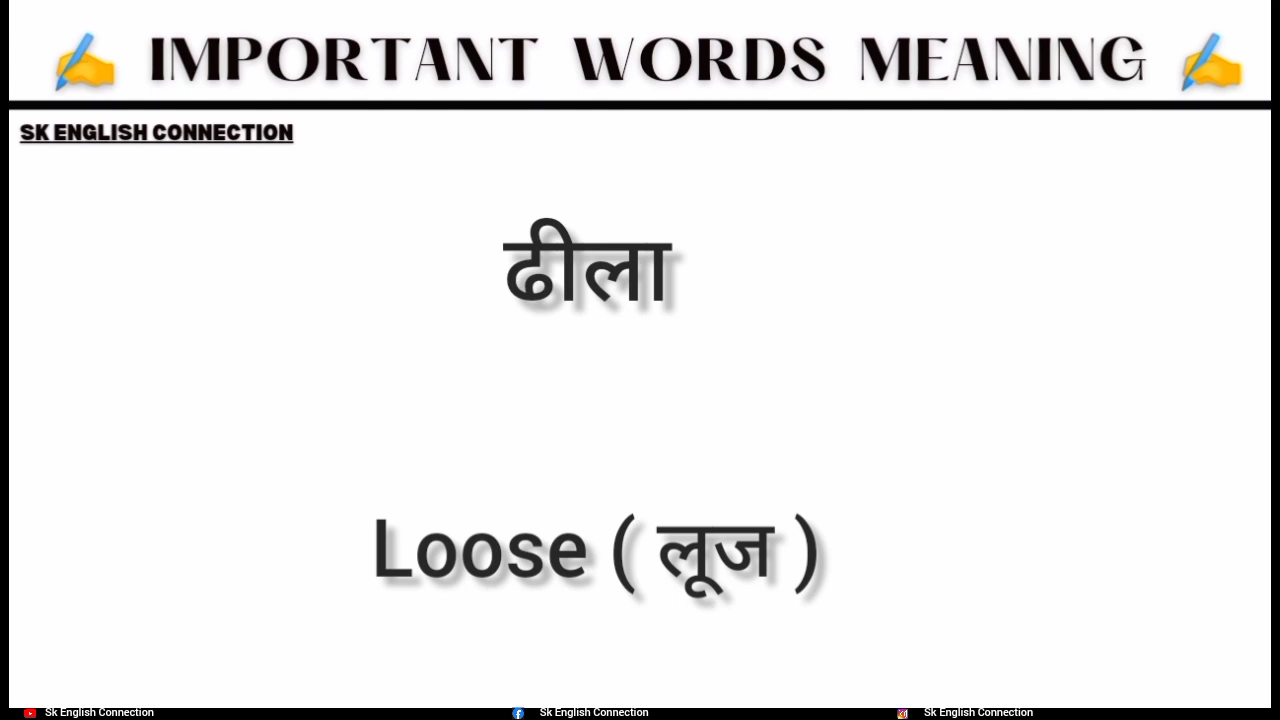 ✍ IMPORTANT WORDS MEANING ✍
SK ENGLISH CONNECTION
ढीला
Loose ( लूज )
Sk English Connection Sk English Connection Sk English Connection